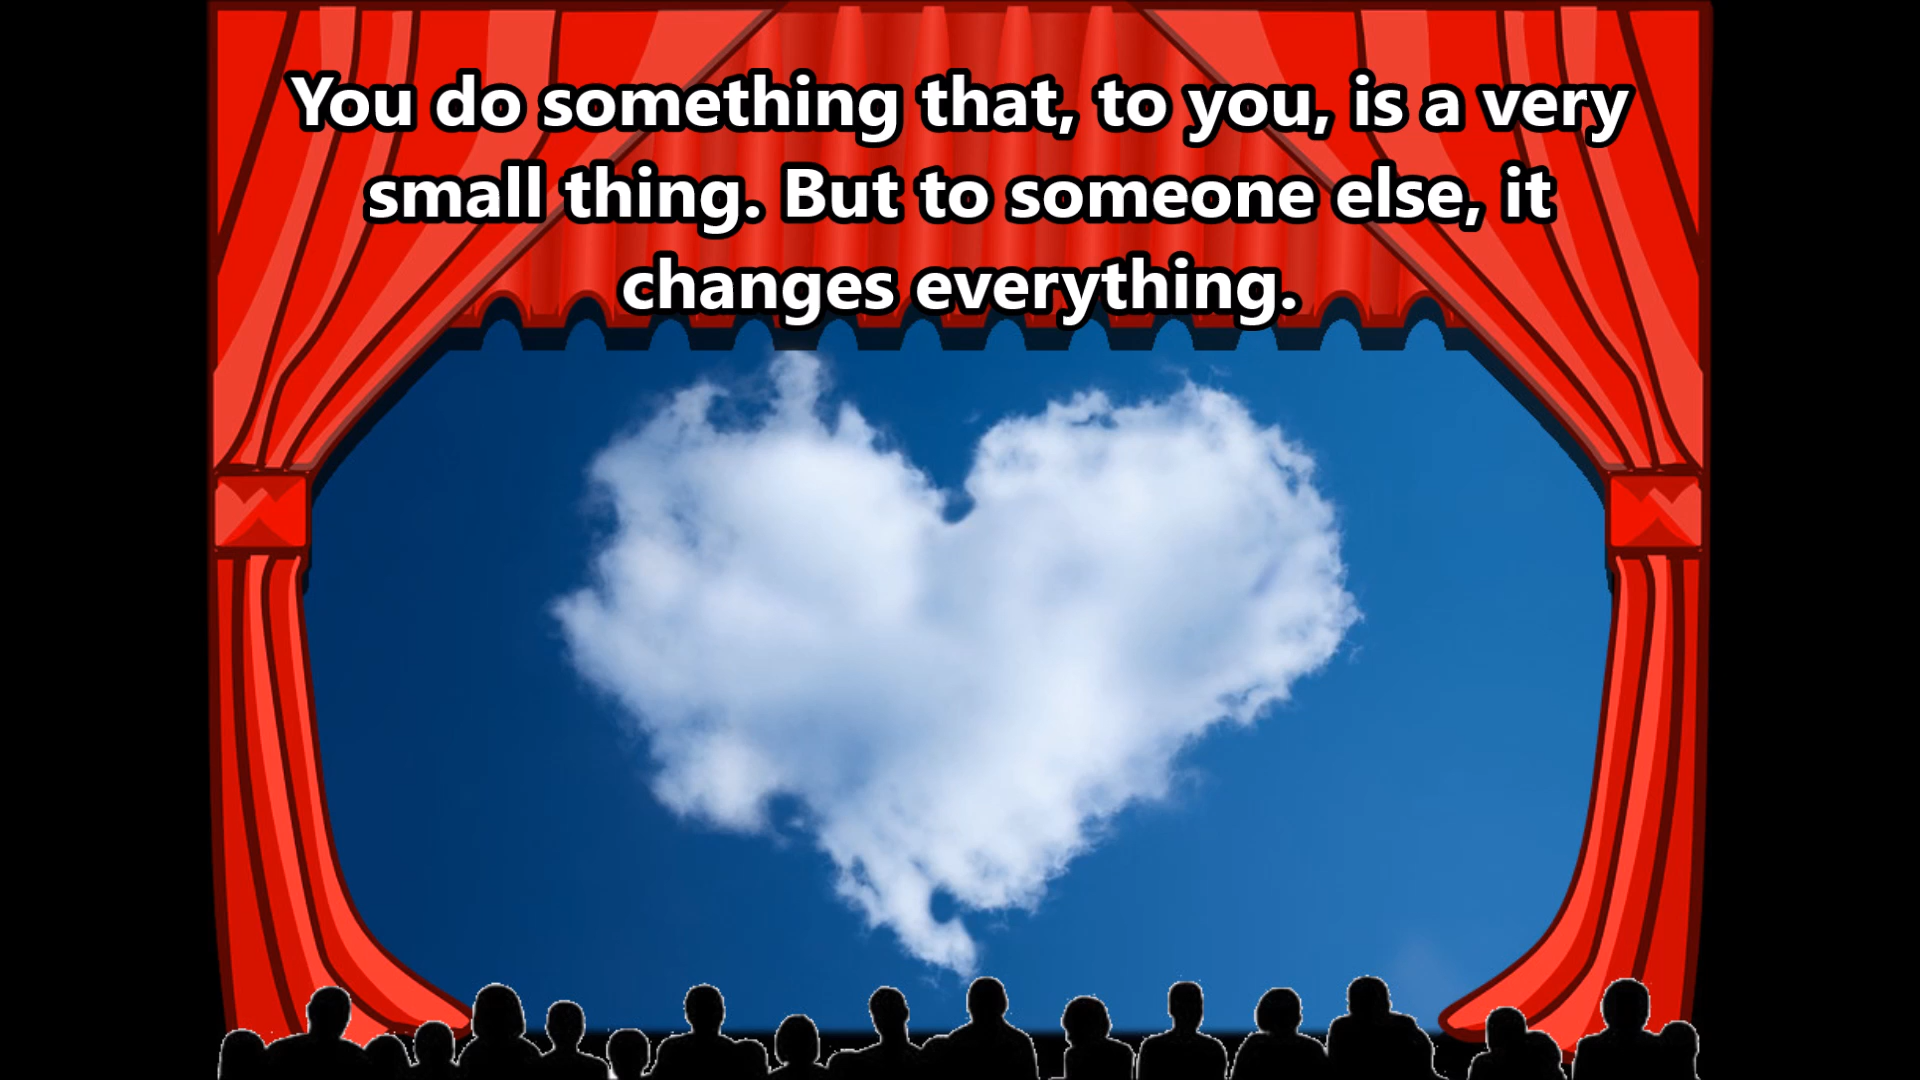 You do something that, to you, is a very
small thing. But to someone else, it
changes everything.